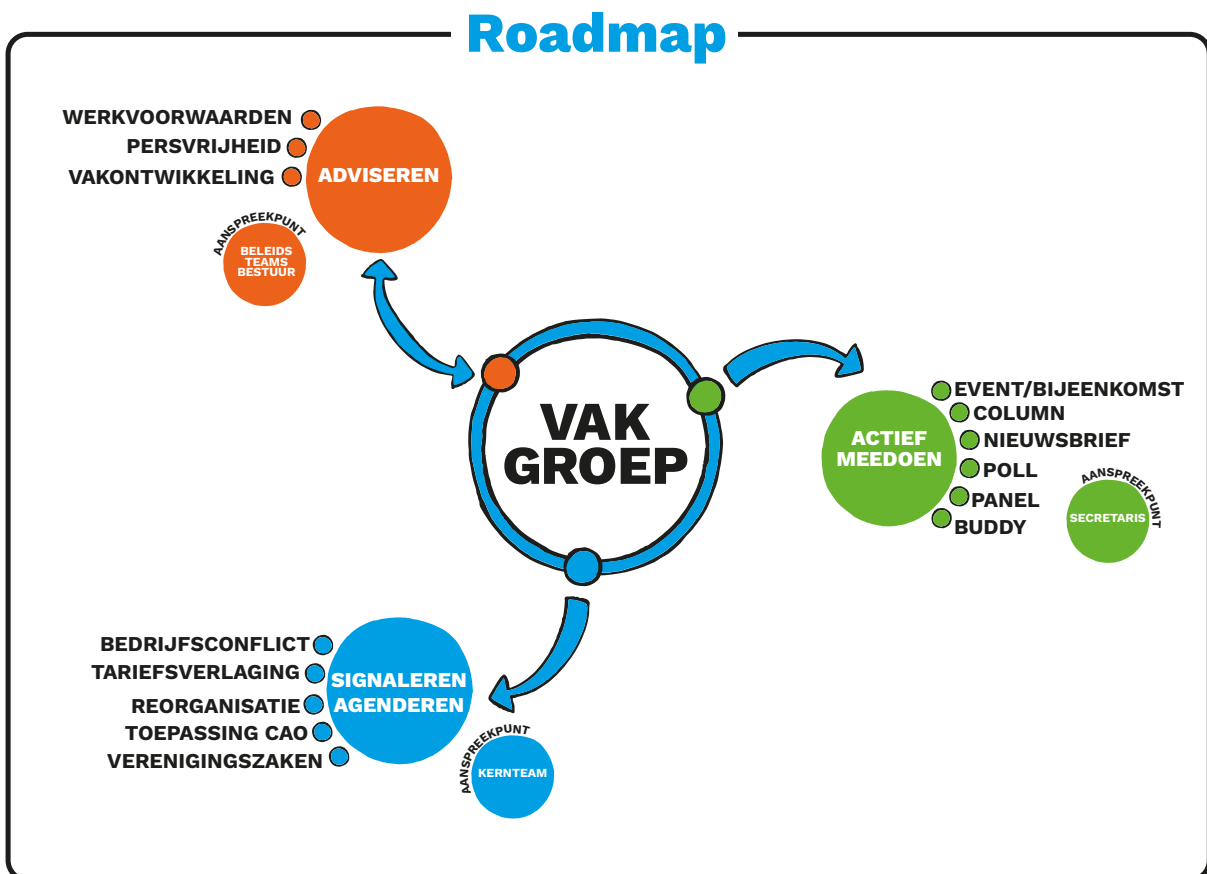 Roadmap
WERKVOORWAARDEN
PERSVRIJHEID
VAKONTWIKKELING
ADVISEREN
AANSPREEKPUNT
BELEIDS
TEAMS
BESTUUR
VAK
GROEP
ACTIEF
MEEDOEN
EVENT/BIJEENKOMST
COLUMN
NIEUWSBRIEF
POLL
PANEL
BUDDY
AANSPREEKPUNT
SECRETARIS
BEDRIJFSCONFLICT
TARIEFSVERLAGING
REORGANISATIE
TOEPASSING CAO
VERENIGINGSZAKEN
SIGNALEREN
AGENDEREN
AANSPREEKPUNT
KERNTEAM